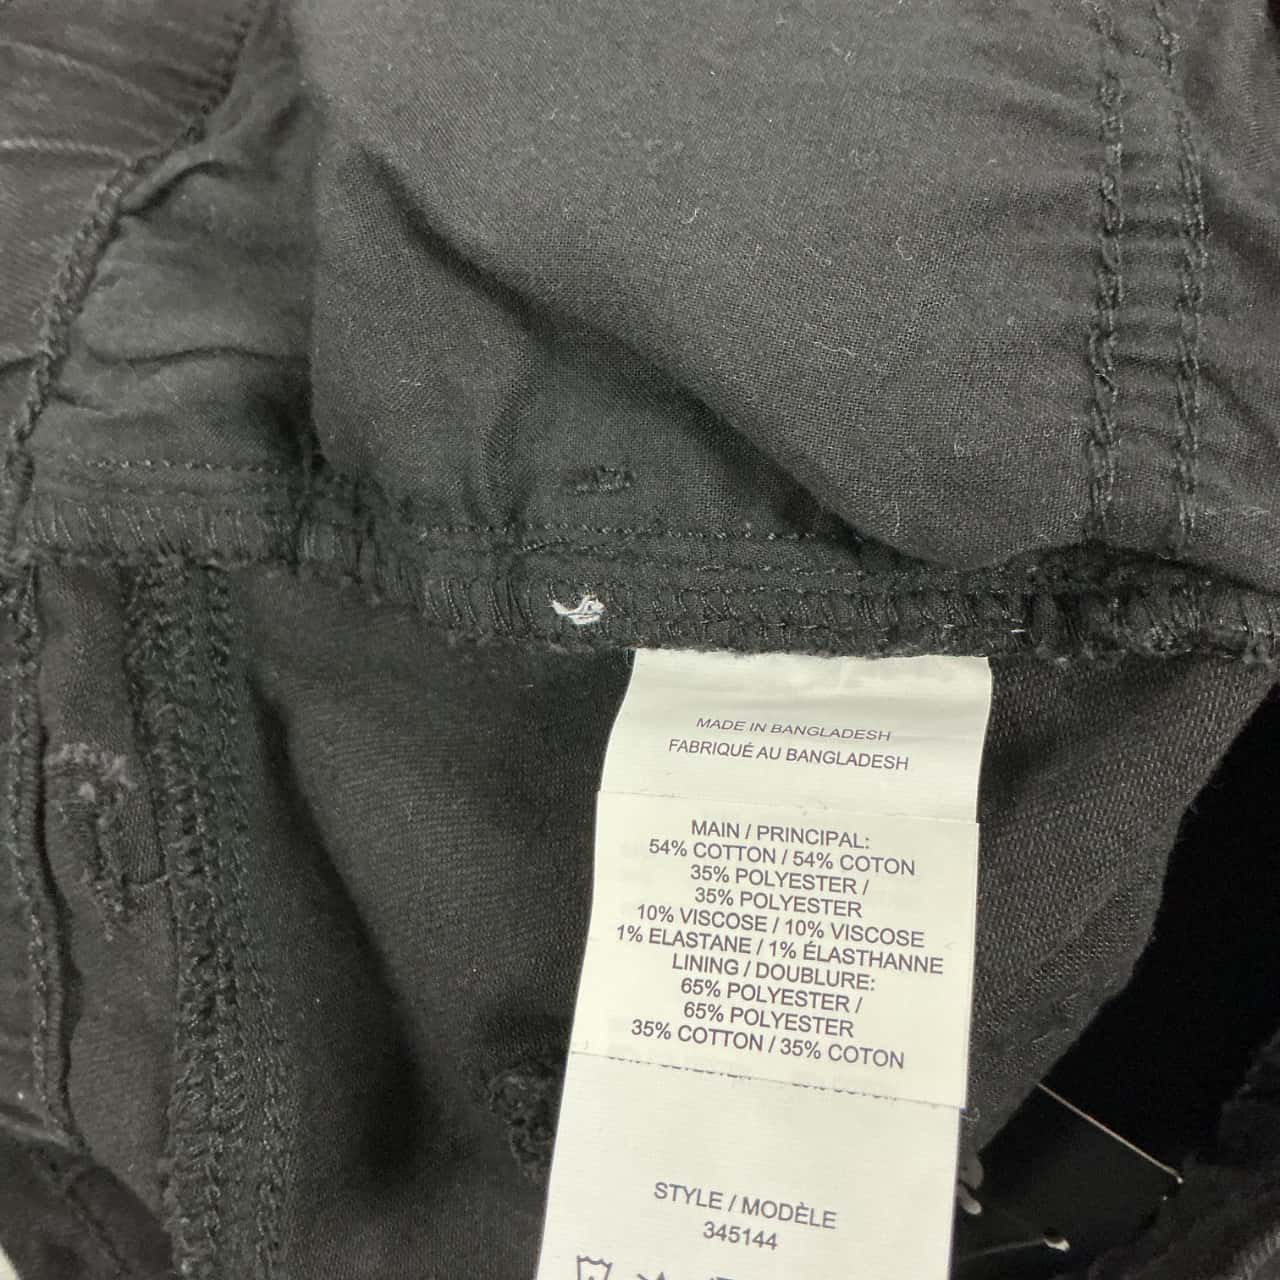 MADE IN BANGLADESH
FABRIQUÉ AU BANGLADESH
MAIN / PRINCIPAL:
54% COTTON / 54% COTON
35% POLYESTER /
35% POLYESTER
10% VISCOSE / 10% VISCOSE
1% ELASTANE / 1% ÉLASTHANNE
LINING / DOUBLURE:
65% POLYESTER /
65% POLYESTER
35% COTTON / 35% COTON
STYLE / MODÈLE
345144